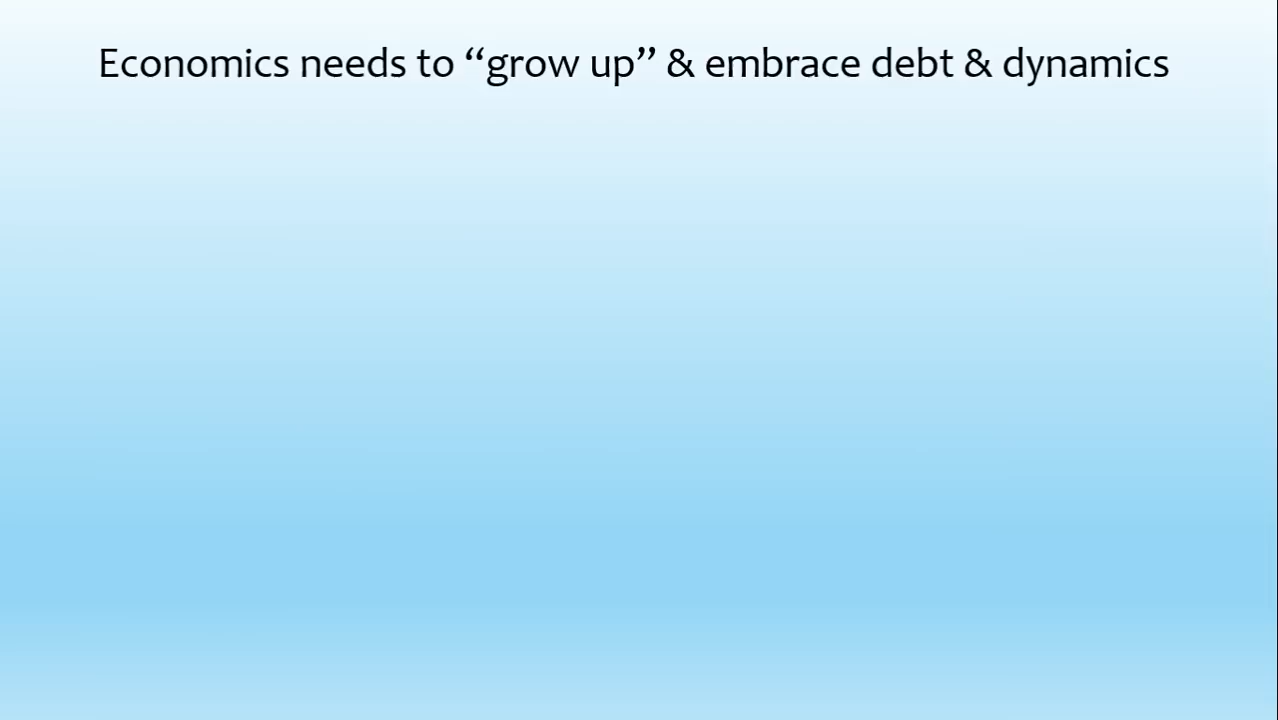 Economics needs to “grow up” & embrace debt & dynamics